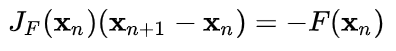 J_F(𝐱_n)(𝐱_{n+1} − 𝐱_n) = −F(𝐱_n)